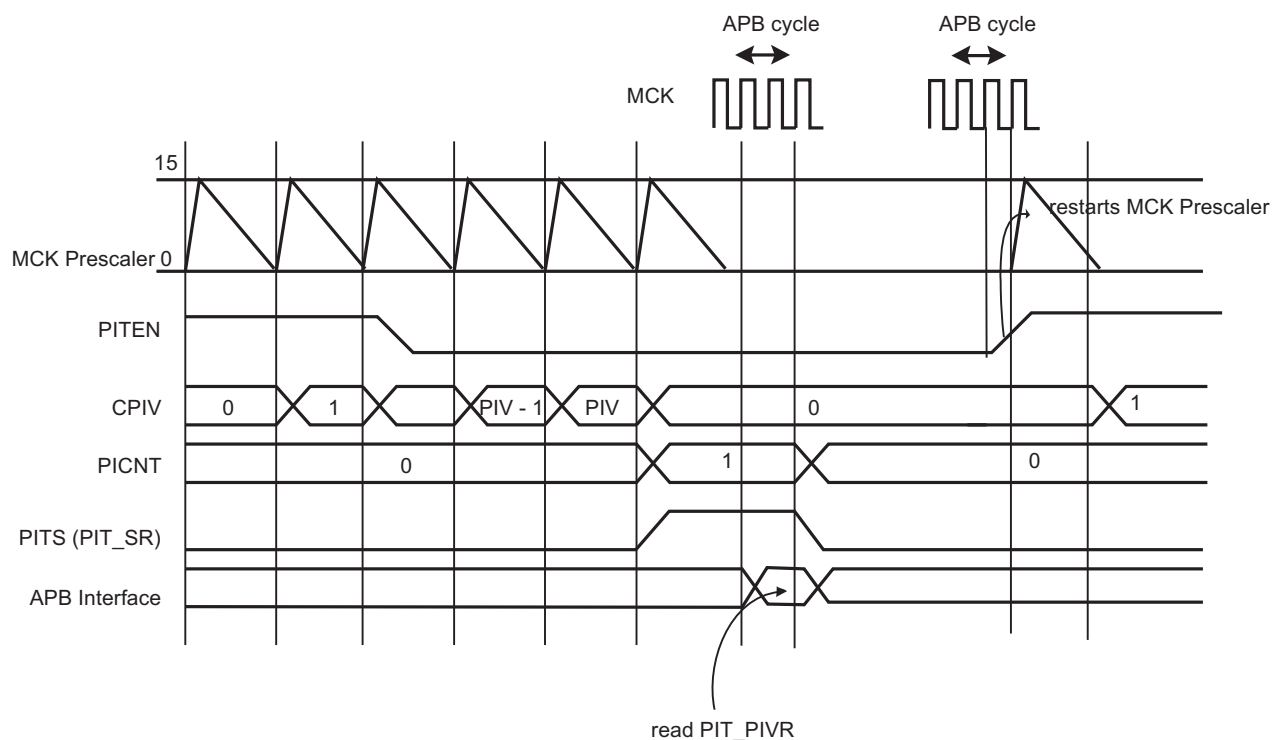 APB cycle
APB cycle
MCK
15
restarts MCK Prescaler
MCK Prescaler 0
PITEN
CPIV 0 1 PIV - 1 PIV 0 1
PICNT 0 1 0
PITS (PIT_SR)
APB Interface
read PIT_PIVR